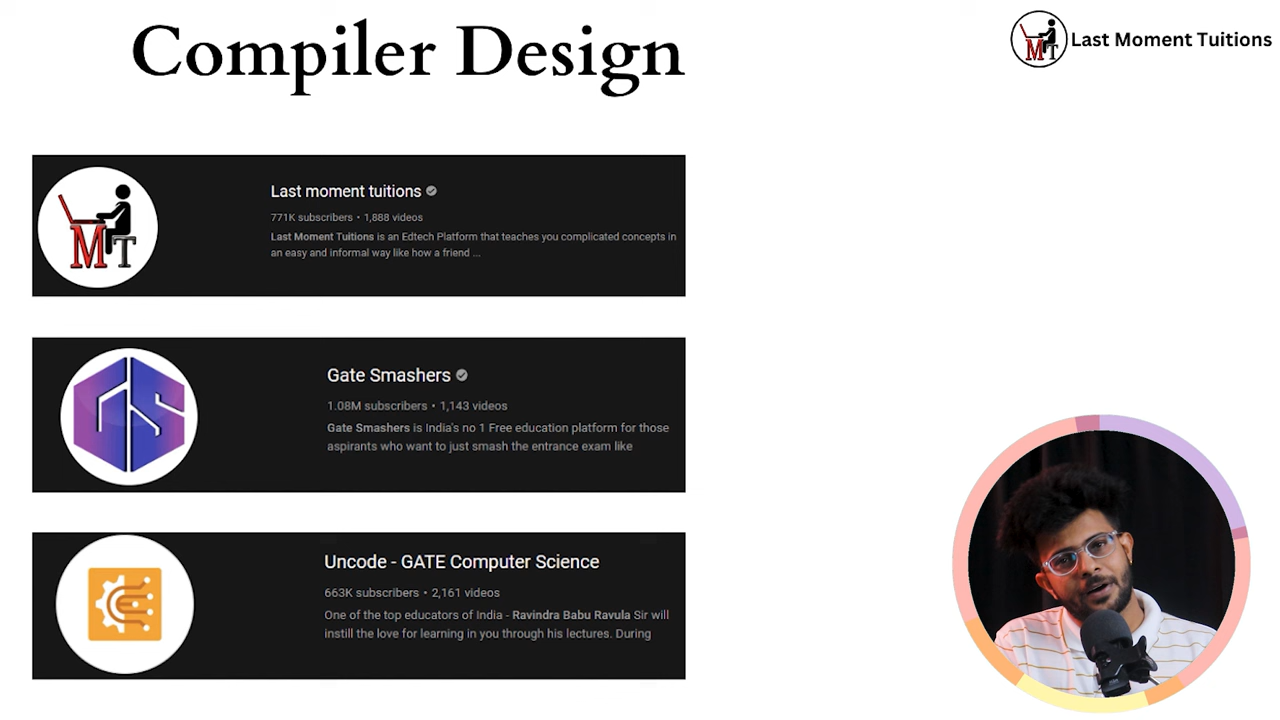 Compiler Design
MT
Last Moment Tuitions
MT
Last moment tuitions
771K subscribers • 1,888 videos
Last Moment Tuitions is an Edtech Platform that teaches you complicated concepts in
an easy and informal way like how a friend ...
GS
Gate Smashers
1.08M subscribers • 1,143 videos
Gate Smashers is India's no 1 Free education platform for those
aspirants who want to just smash the entrance exam like
Uncode - GATE Computer Science
663K subscribers • 2,161 videos
One of the top educators of India - Ravindra Babu Ravula Sir will
instill the love for learning in you through his lectures. During